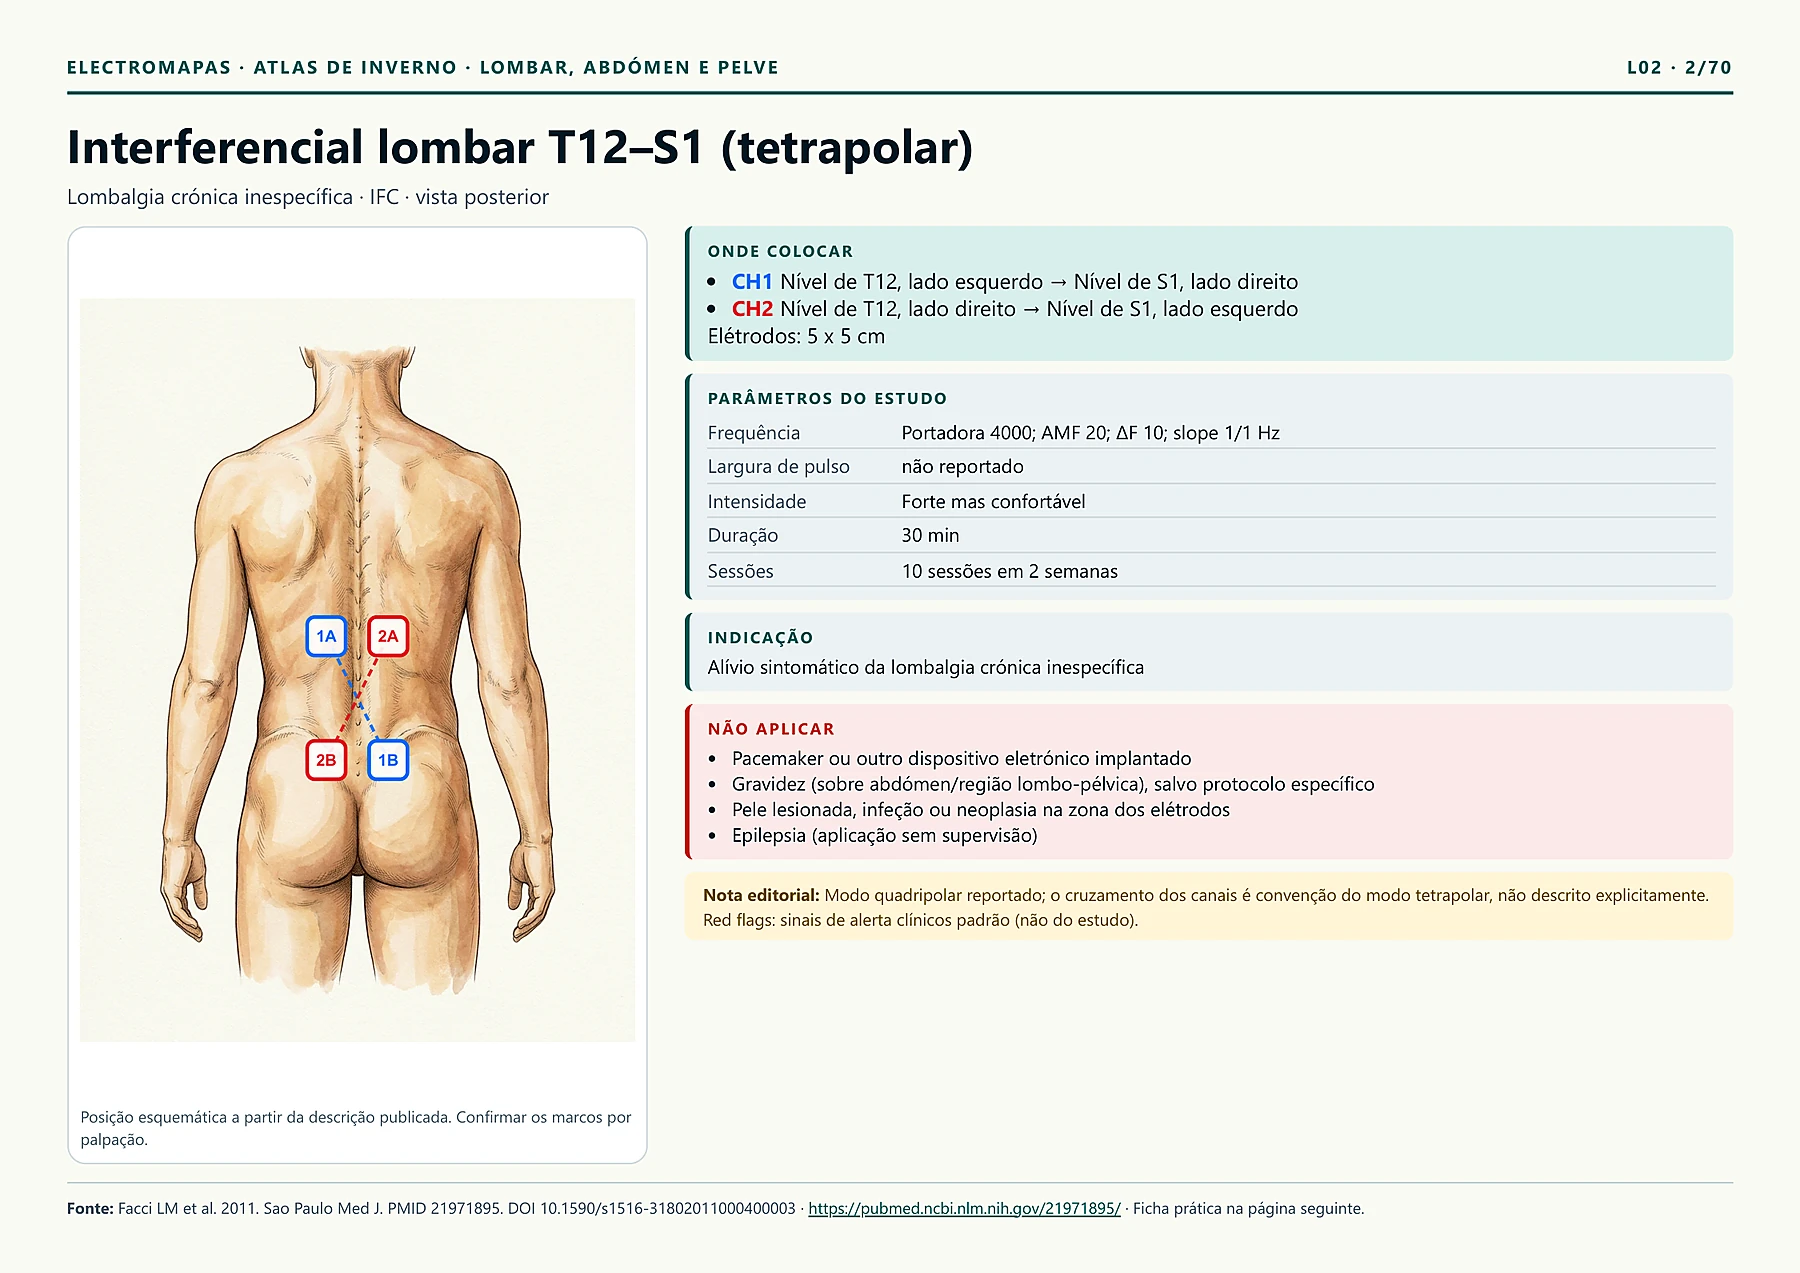 ELECTROMAPAS · ATLAS DE INVERNO · LOMBAR, ABDÓMEN E PELVE
L02 · 2/70
Interferencial lombar T12–S1 (tetrapolar)
Lombalgia crónica inespecífica · IFC · vista posterior
1A
2A
2B
1B
Posição esquemática a partir da descrição publicada. Confirmar os marcos por
palpação.
ONDE COLOCAR
• CH1 Nível de T12, lado esquerdo → Nível de S1, lado direito
• CH2 Nível de T12, lado direito → Nível de S1, lado esquerdo
Elétrodos: 5 x 5 cm
PARÂMETROS DO ESTUDO
Frequência Portadora 4000; AMF 20; ΔF 10; slope 1/1 Hz
Largura de pulso não reportado
Intensidade Forte mas confortável
Duração 30 min
Sessões 10 sessões em 2 semanas
INDICAÇÃO
Alívio sintomático da lombalgia crónica inespecífica
NÃO APLICAR
• Pacemaker ou outro dispositivo eletrónico implantado
• Gravidez (sobre abdómen/região lombo-pélvica), salvo protocolo específico
• Pele lesionada, infeção ou neoplasia na zona dos elétrodos
• Epilepsia (aplicação sem supervisão)
Nota editorial: Modo quadripolar reportado; o cruzamento dos canais é convenção do modo tetrapolar, não descrito explicitamente.
Red flags: sinais de alerta clínicos padrão (não do estudo).
Fonte: Facci LM et al. 2011. Sao Paulo Med J. PMID 21971895. DOI 10.1590/s1516-31802011000400003 · https://pubmed.ncbi.nlm.nih.gov/21971895/ · Ficha prática na página seguinte.